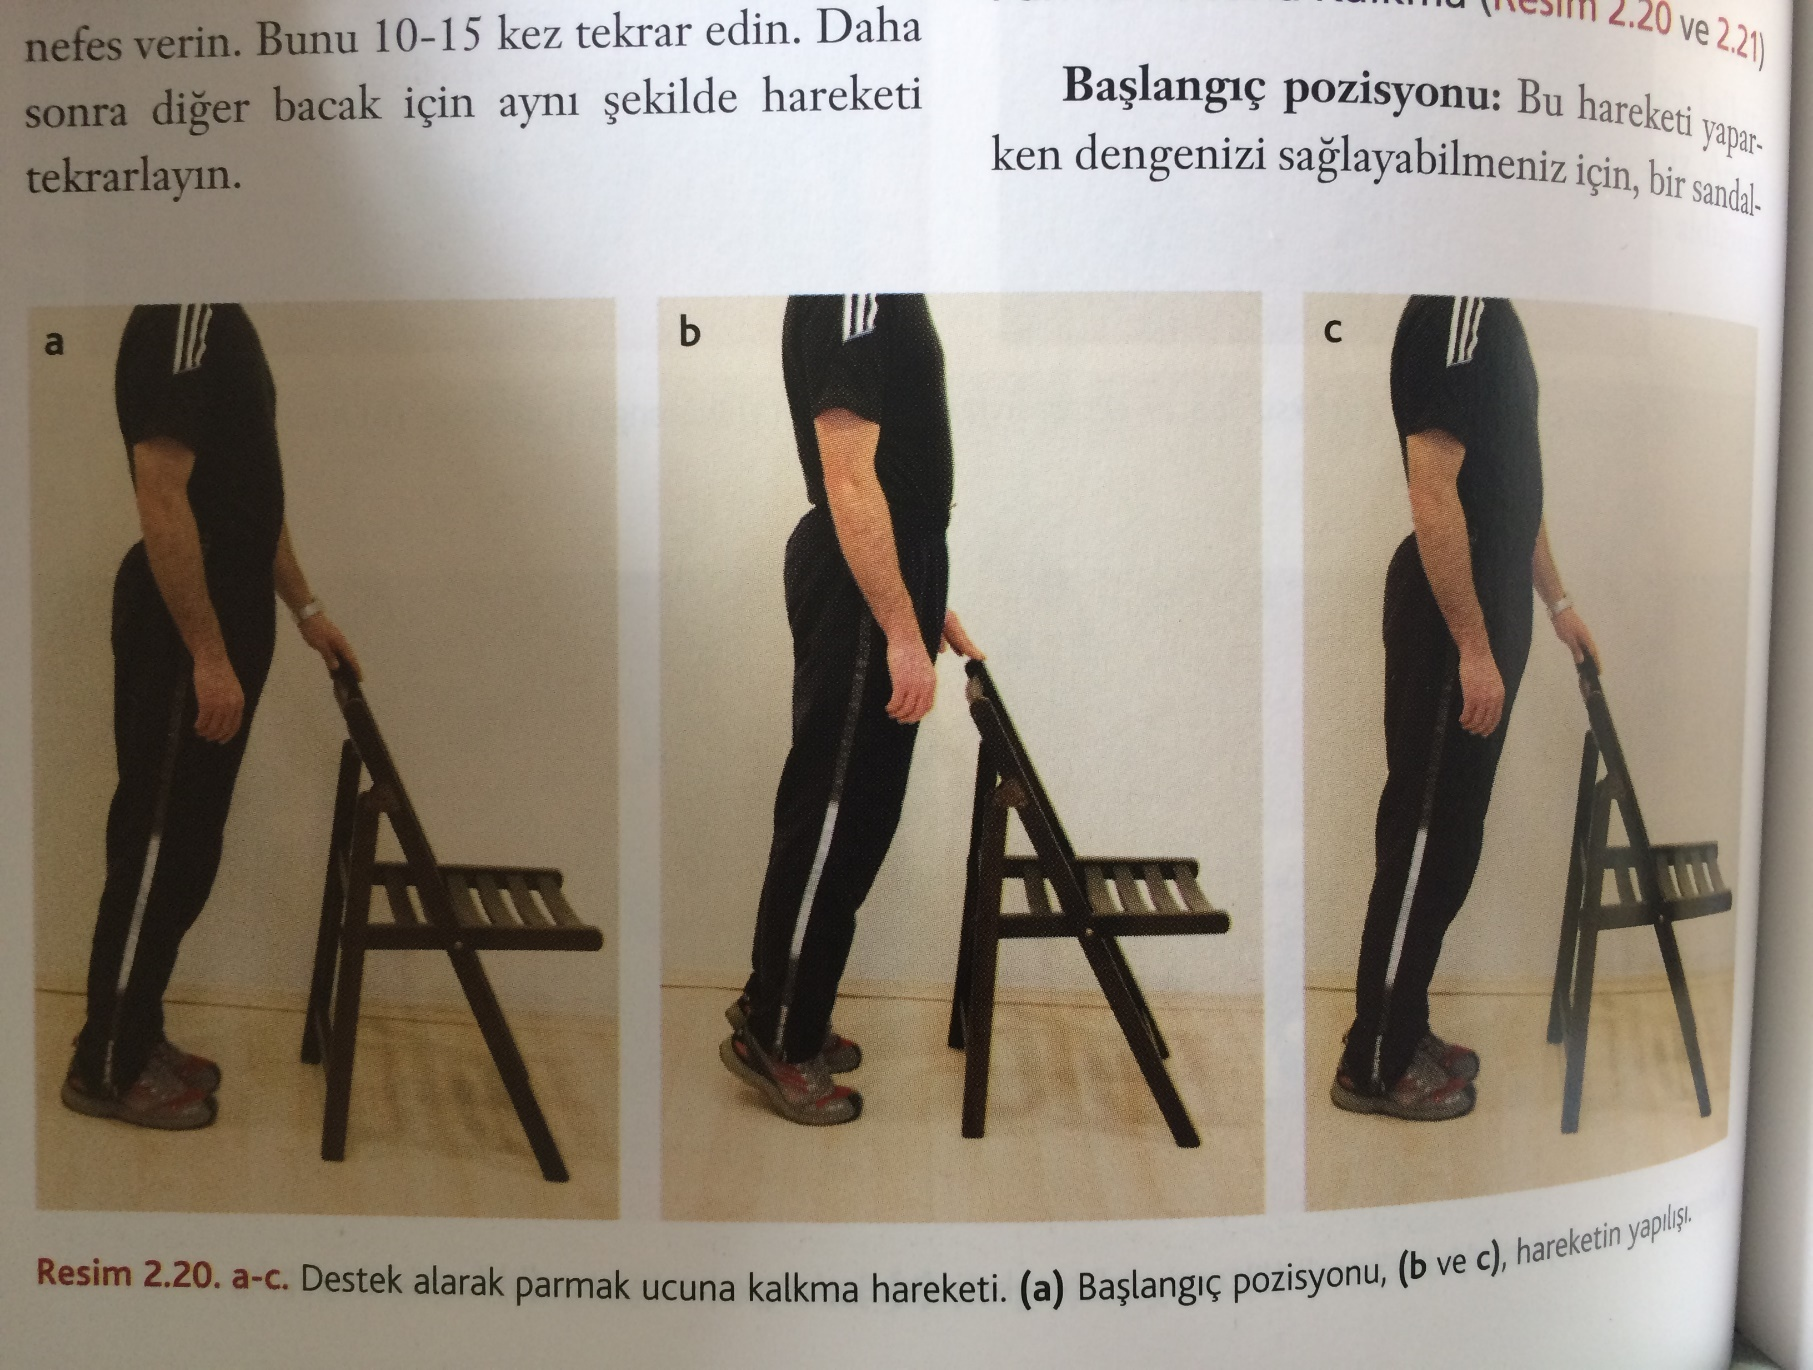 nefes verin. Bunu 10-15 kez tekrar edin. Daha
sonra diğer bacak için aynı şekilde hareketi
tekrarlayın.
(Resim 2.20 ve 2.21)
Başlangıç pozisyonu: Bu hareketi yapar-
ken dengenizi sağlayabilmeniz için, bir sandal-
a
b
c
Resim 2.20. a-c. Destek alarak parmak ucuna kalkma hareketi. (a) Başlangıç pozisyonu, (b ve c), hareketin yapılışı.